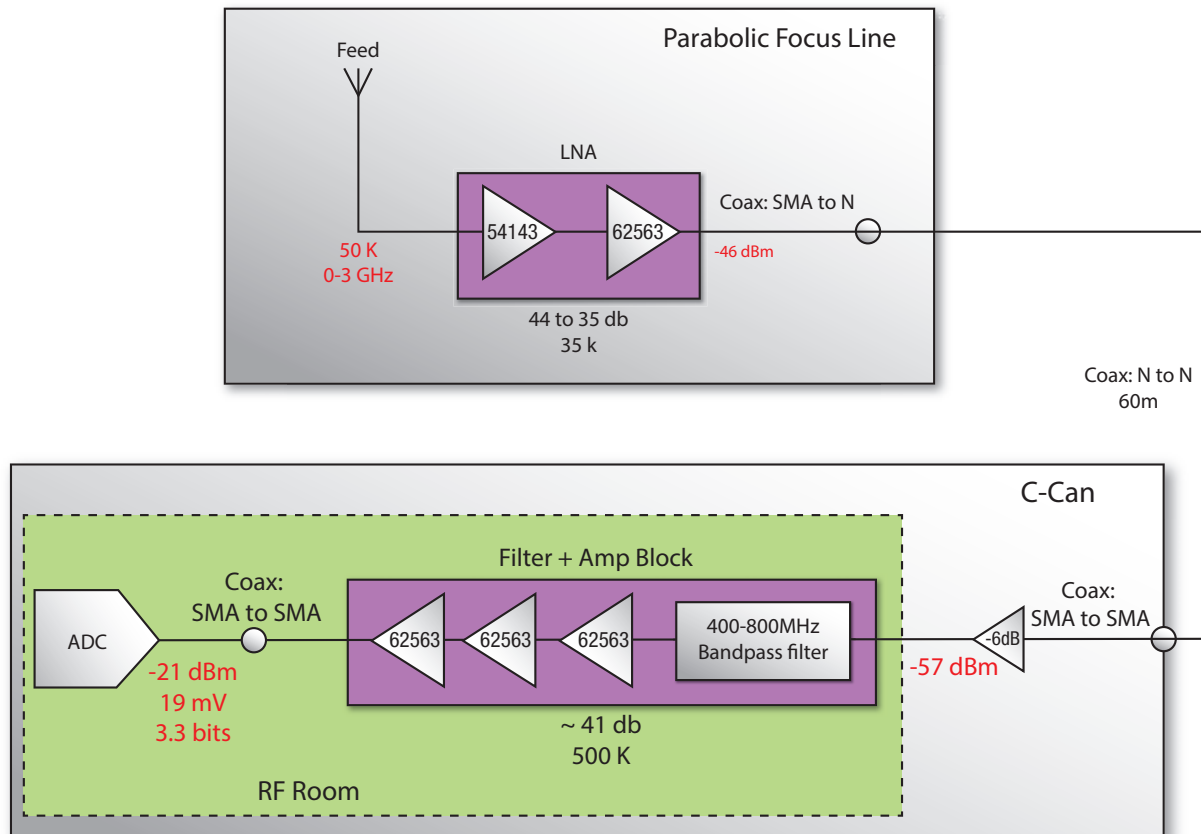 Parabolic Focus Line
Feed
LNA
54143
62563
Coax: SMA to N
50 K
0-3 GHz
-46 dBm
44 to 35 db
35 k
Coax: N to N
60m
C-Can
Filter + Amp Block
Coax:
SMA to SMA
Coax:
SMA to SMA
ADC
62563
62563
62563
400-800MHz
Bandpass filter
-6dB
-21 dBm
19 mV
3.3 bits
-57 dBm
~ 41 db
500 K
RF Room